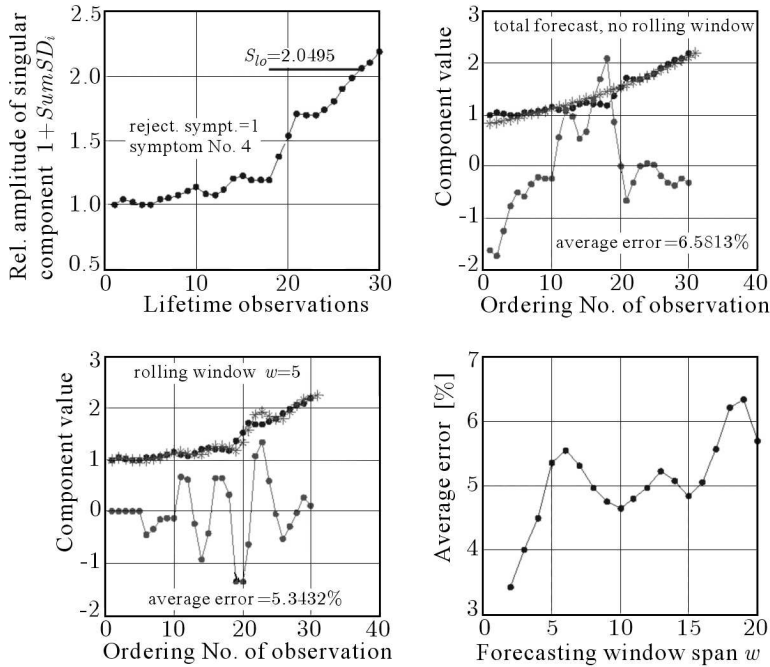 Rel. amplitude of singular
component 1+SumSD_i
2.5
2.0
1.5
1.0
0.5
S_lo=2.0495
reject. sympt.=1
symptom No. 4
0 10 20 30
Lifetime observations
Component value
3
2
1
0
-1
-2
total forecast, no rolling window
average error=6.5813%
0 10 20 30 40
Ordering No. of observation
Component value
3
2
1
0
-1
-2
rolling window w=5
average error=5.3432%
0 10 20 30 40
Ordering No. of observation
Average error [%]
7
6
5
4
3
0 5 10 15 20
Forecasting window span w